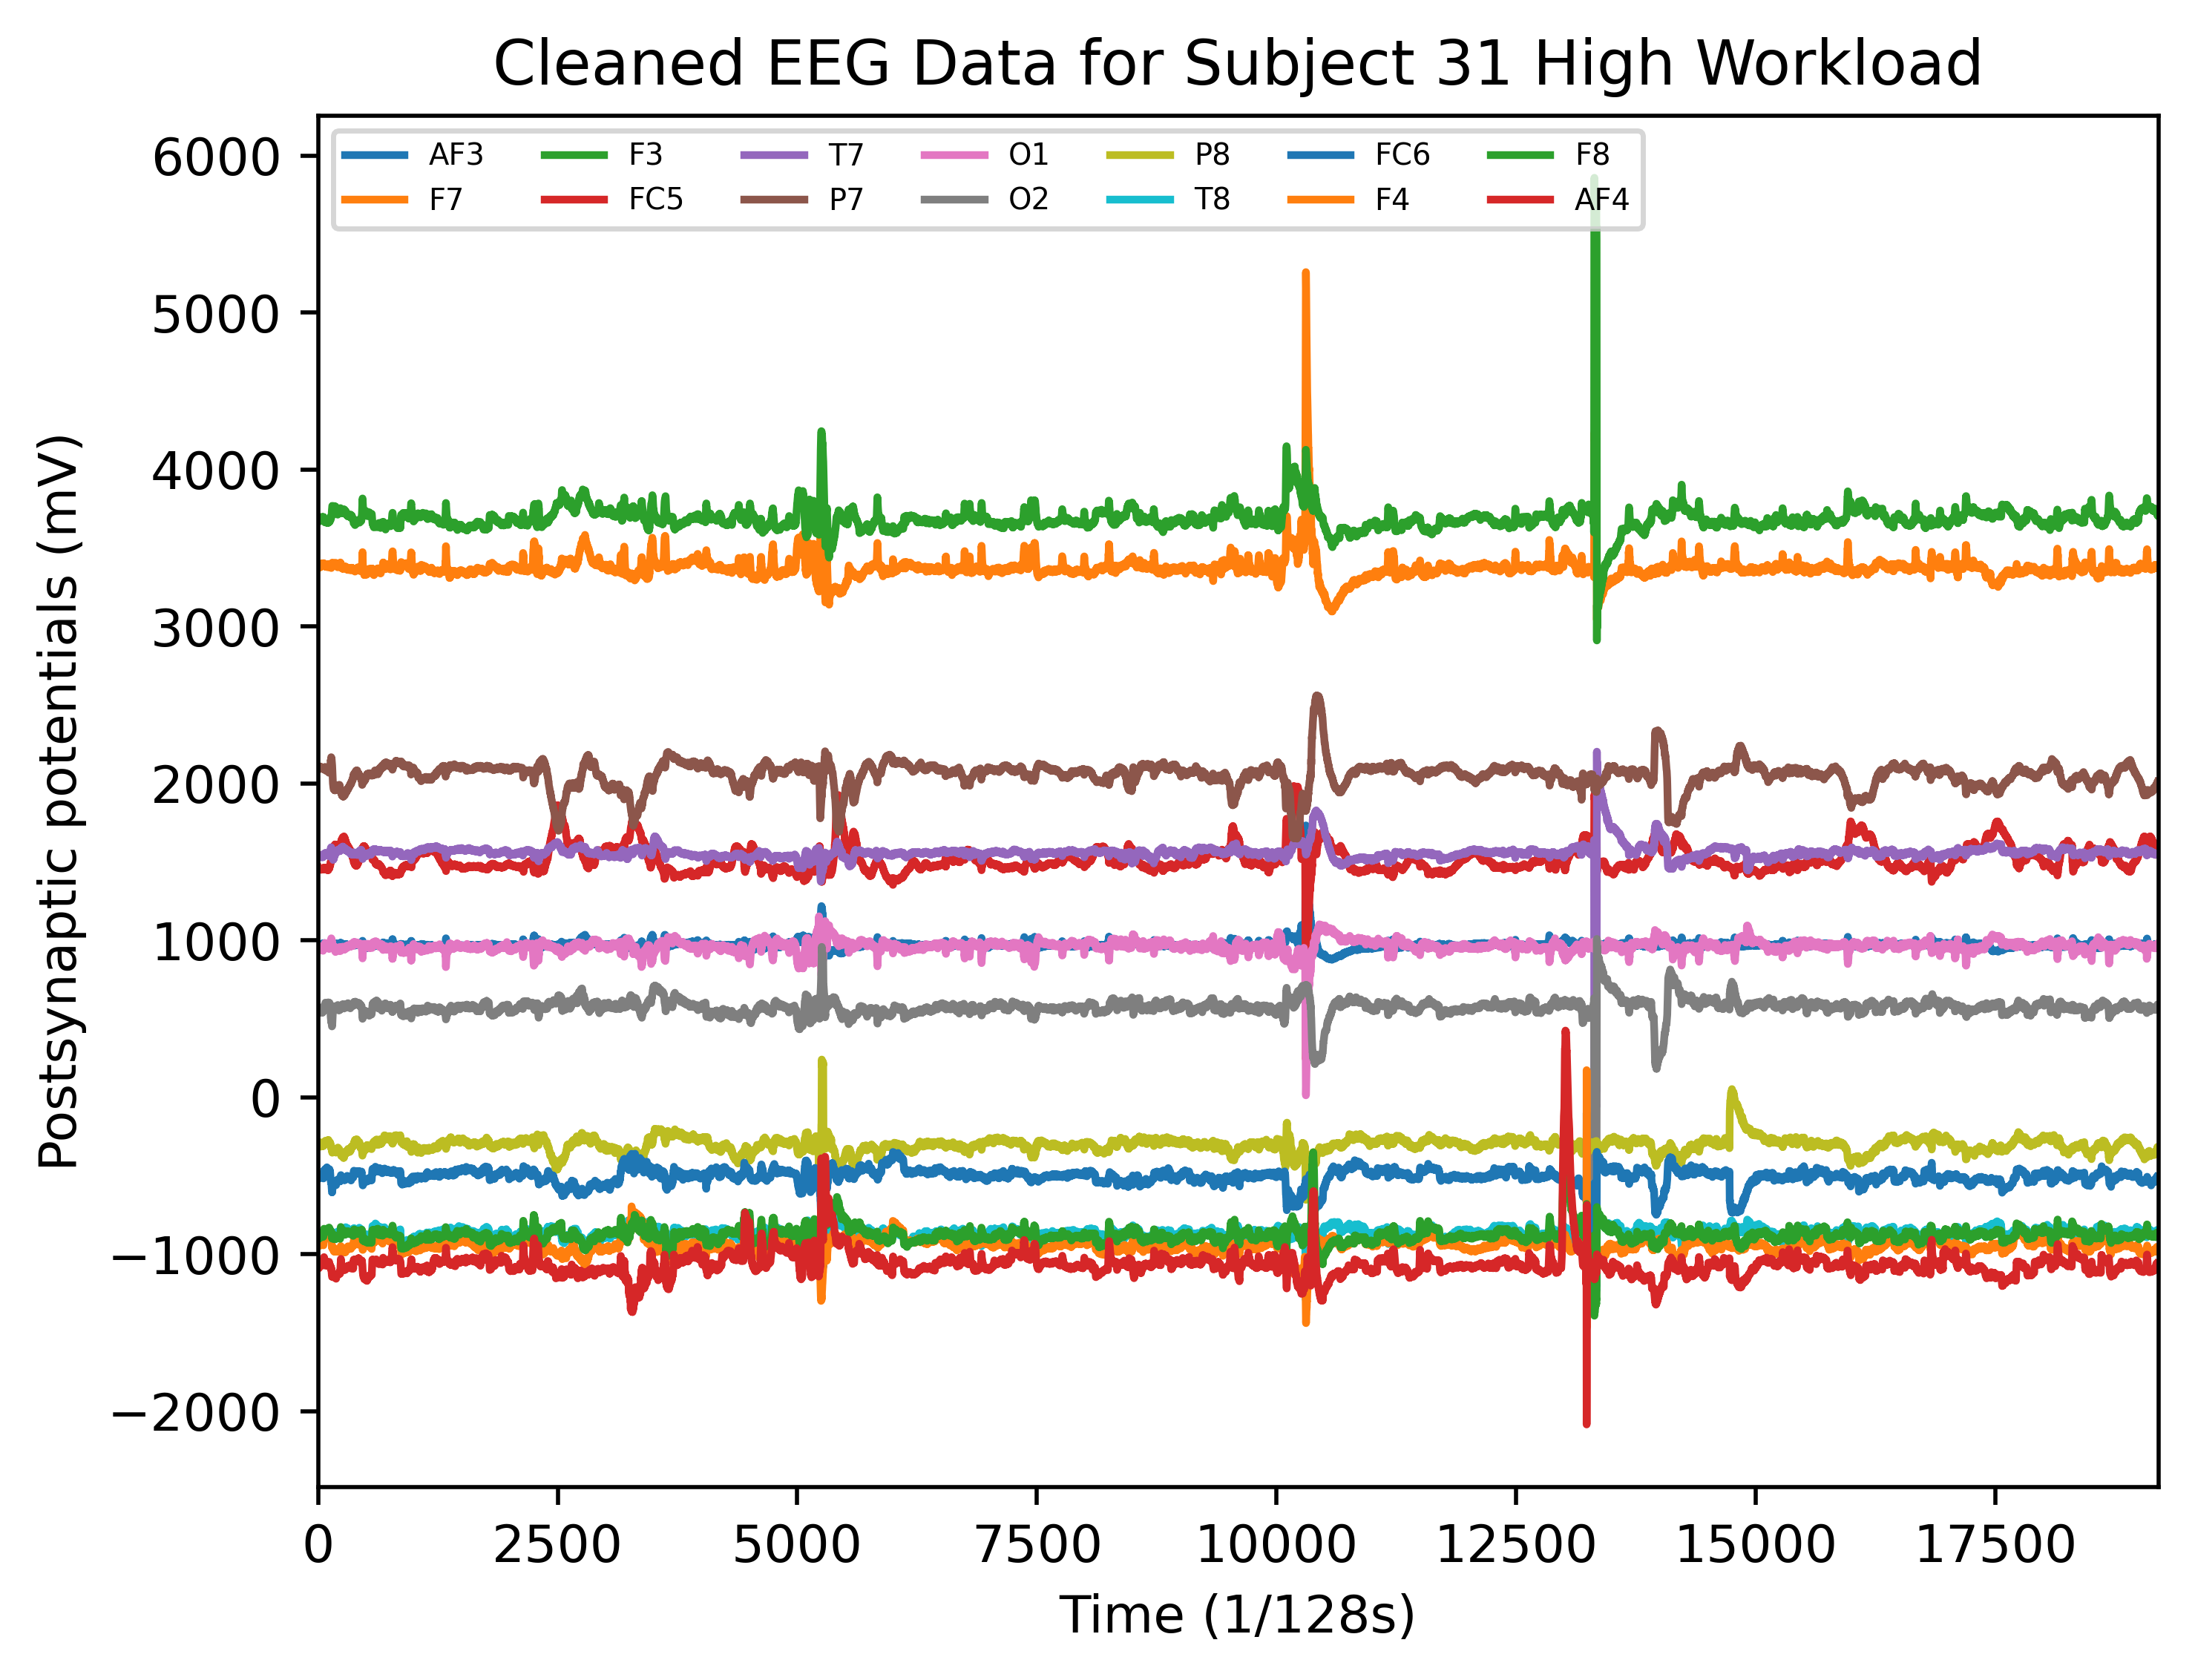 Cleaned EEG Data for Subject 31 High Workload
6000
5000
4000
3000
2000
1000
0
−1000
−2000
Postsynaptic potentials (mV)
AF3 F3 T7 O1 P8 FC6 F8
F7 FC5 P7 O2 T8 F4 AF4
0 2500 5000 7500 10000 12500 15000 17500
Time (1/128s)